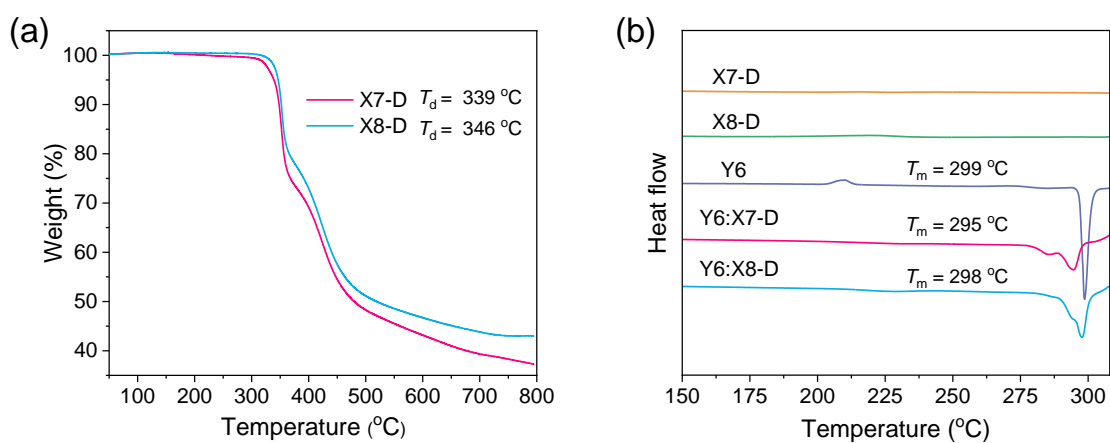 (a)
Weight (%)
100
90
80
70
60
50
40
X7-D T_d = 339 °C
X8-D T_d = 346 °C
100 200 300 400 500 600 700 800
Temperature (°C)
(b)
Heat flow
X7-D
X8-D
Y6 T_m = 299 °C
Y6:X7-D T_m = 295 °C
Y6:X8-D T_m = 298 °C
150 175 200 225 250 275 300
Temperature (°C)